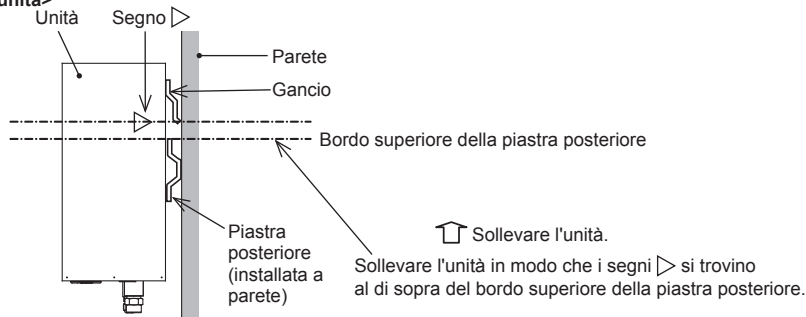 unità>
Unità
Segno ▷
Parete
Gancio
Bordo superiore della piastra posteriore
Piastra
posteriore
(installata a
parete)
⇧ Sollevare l'unità.
Sollevare l'unità in modo che i segni ▷ si trovino
al di sopra del bordo superiore della piastra posteriore.